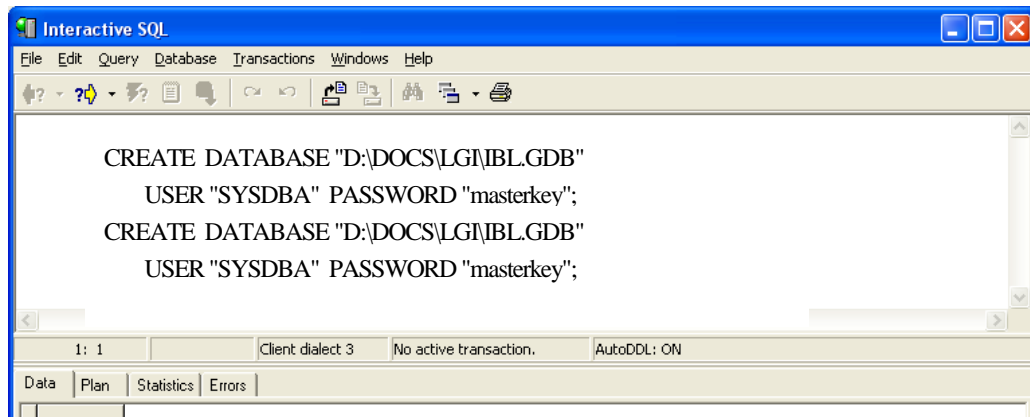 Interactive SQL
File Edit Query Database Transactions Windows Help
CREATE DATABASE "D:\DOCS\LGI\IBL.GDB"
USER "SYSDBA" PASSWORD "masterkey";
CREATE DATABASE "D:\DOCS\LGI\IBL.GDB"
USER "SYSDBA" PASSWORD "masterkey";
1: 1 Client dialect 3 No active transaction. AutoDDL: ON
Data Plan Statistics Errors